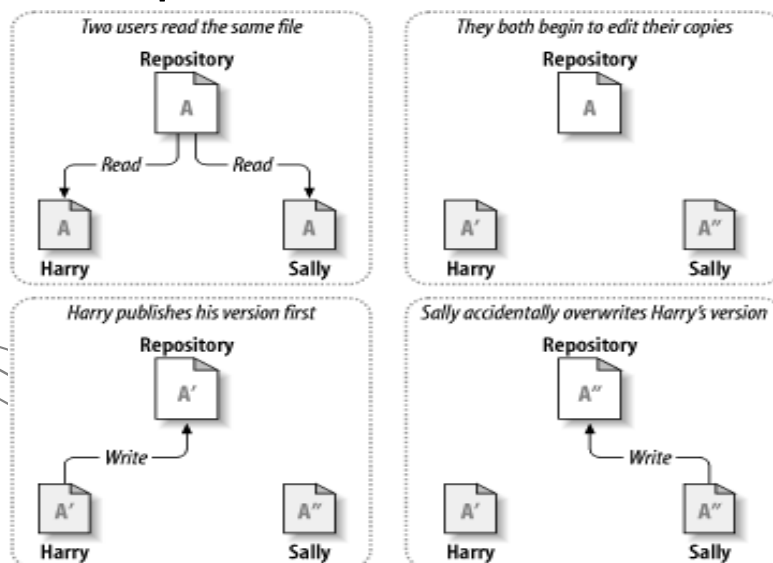 Two users read the same file
Repository
A
Read
Read
A
A
Harry
Sally
They both begin to edit their copies
Repository
A
A′
A″
Harry
Sally
Harry publishes his version first
Repository
A′
Write
A′
A″
Harry
Sally
Sally accidentally overwrites Harry's version
Repository
A″
Write
A′
A″
Harry
Sally